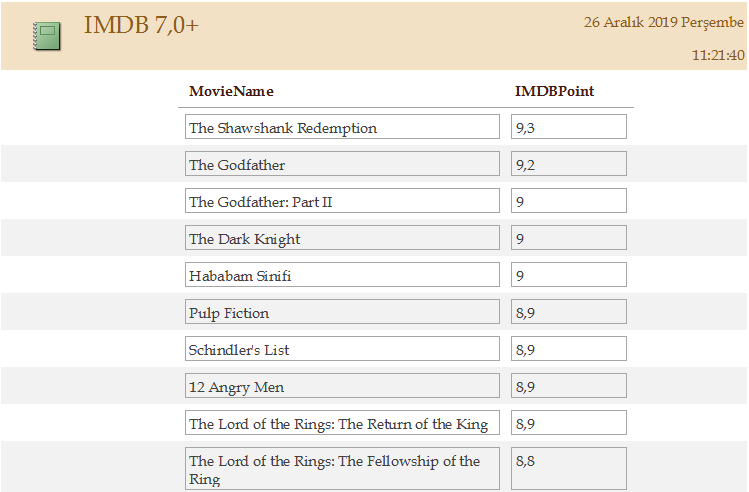 IMDB 7,0+
26 Aralık 2019 Perşembe
11:21:40
MovieName IMDBPoint
The Shawshank Redemption 9,3
The Godfather 9,2
The Godfather: Part II 9
The Dark Knight 9
Hababam Sinifi 9
Pulp Fiction 8,9
Schindler's List 8,9
12 Angry Men 8,9
The Lord of the Rings: The Return of the King 8,9
The Lord of the Rings: The Fellowship of the 8,8
Ring